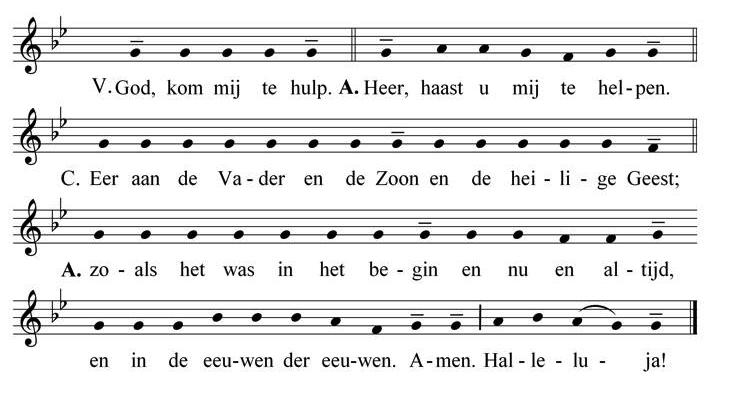 V. God, kom mij te hulp. A. Heer, haast u mij te hel-pen.
C. Eer aan de Va-der en de Zoon en de hei-li-ge Geest;
A. zo-als het was in het be-gin en nu en al-tijd,
en in de eeu-wen der eeu-wen. A-men. Hal-le-lu-ja!